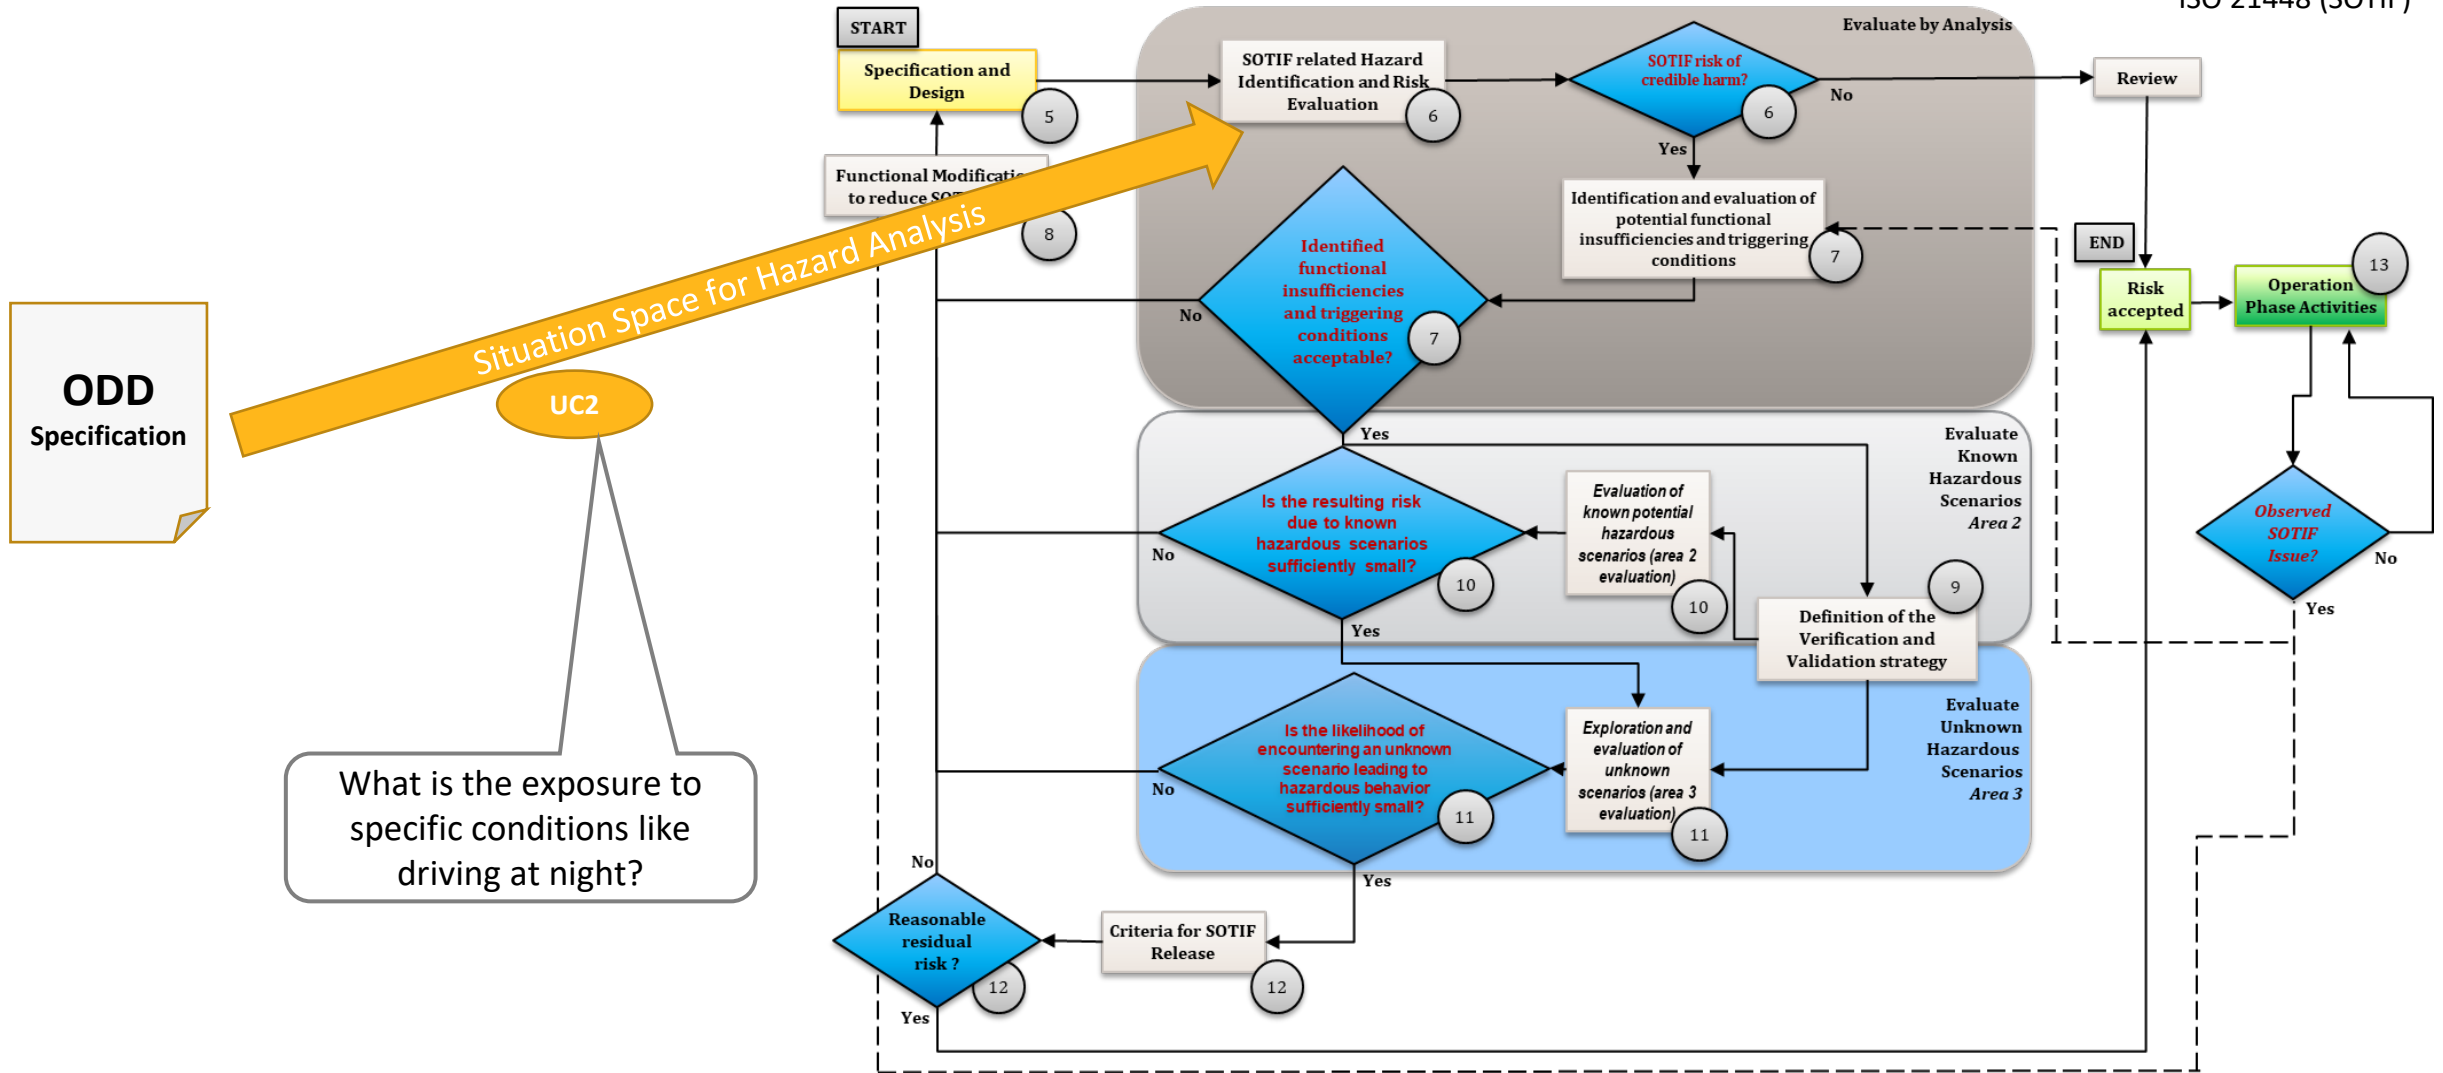 ISO 21448 (SOTIF)
START
Specification and
Design
5
Evaluate by Analysis
SOTIF related Hazard
Identification and Risk
Evaluation
6
SOTIF risk of
credible harm?
6
No
Yes
Review
Functional
to reduce
8
Identification and evaluation of
potential functional
insufficiencies and triggering
conditions
7
Identified
functional
insufficiencies
and triggering
conditions
acceptable?
7
No
Yes
END
Risk
accepted
Operation
Phase Activities
13
Situation Space for Hazard Analysis
ODD
Specification
UC2
What is the exposure to
specific conditions like
driving at night?
Evaluate
Known
Hazardous
Scenarios
Area 2
Is the resulting risk
due to known
hazardous scenarios
sufficiently small?
10
No
Yes
Evaluation of
known potential
hazardous
scenarios (area 2
evaluation)
10
9
Definition of the
Verification and
Validation strategy
Observed
SOTIF
Issue?
No
Yes
Evaluate
Unknown
Hazardous
Scenarios
Area 3
Is the likelihood of
encountering an unknown
scenario leading to
hazardous behavior
sufficiently small?
11
No
Yes
Exploration and
evaluation of
unknown
scenarios (area 3
evaluation)
11
No
Reasonable
residual
risk ?
12
Yes
Criteria for SOTIF
Release
12